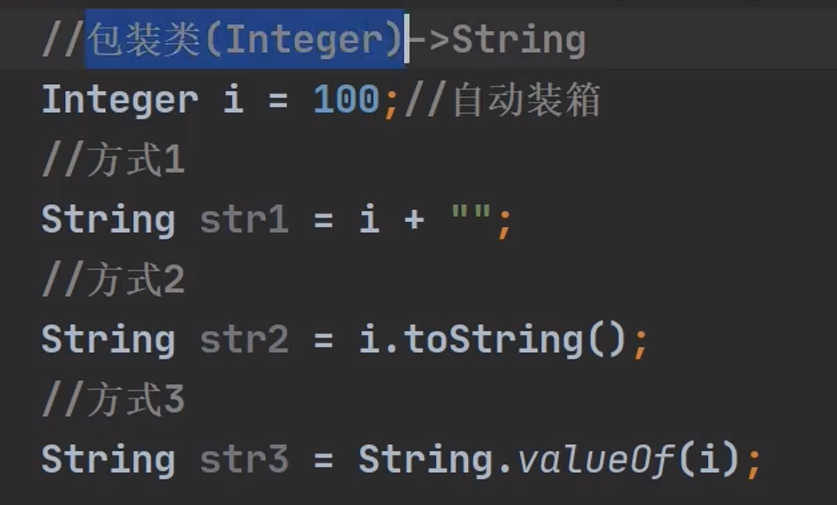 //包装类(Integer)->String
Integer i = 100;//自动装箱
//方式1
String str1 = i + "";
//方式2
String str2 = i.toString();
//方式3
String str3 = String.valueOf(i);